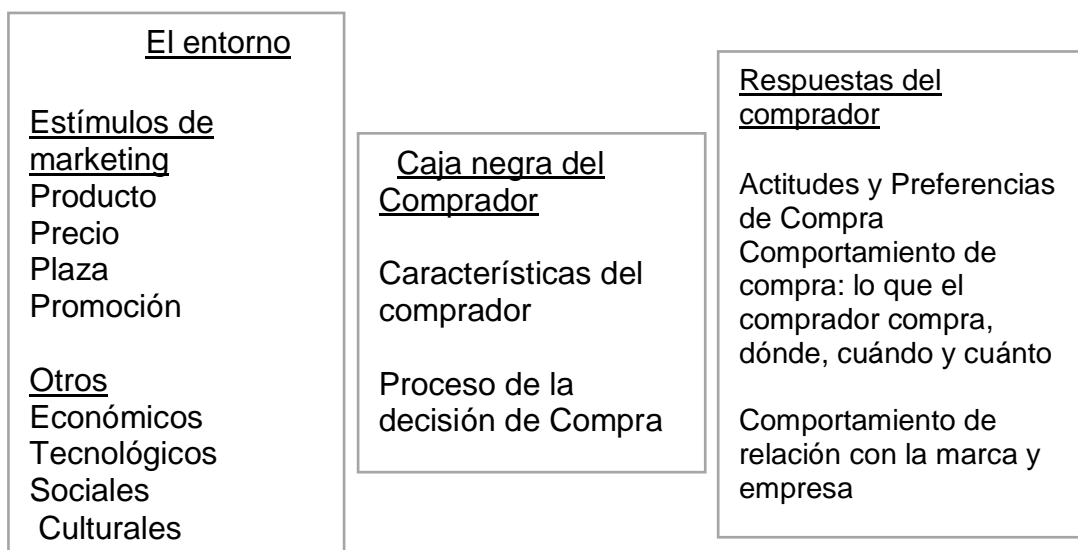 El entorno
Estímulos de
marketing
Producto
Precio
Plaza
Promoción
Otros
Económicos
Tecnológicos
Sociales
Culturales
Caja negra del
Comprador
Características del
comprador
Proceso de la
decisión de Compra
Respuestas del
comprador
Actitudes y Preferencias
de Compra
Comportamiento de
compra: lo que el
comprador compra,
dónde, cuándo y cuánto
Comportamiento de
relación con la marca y
empresa